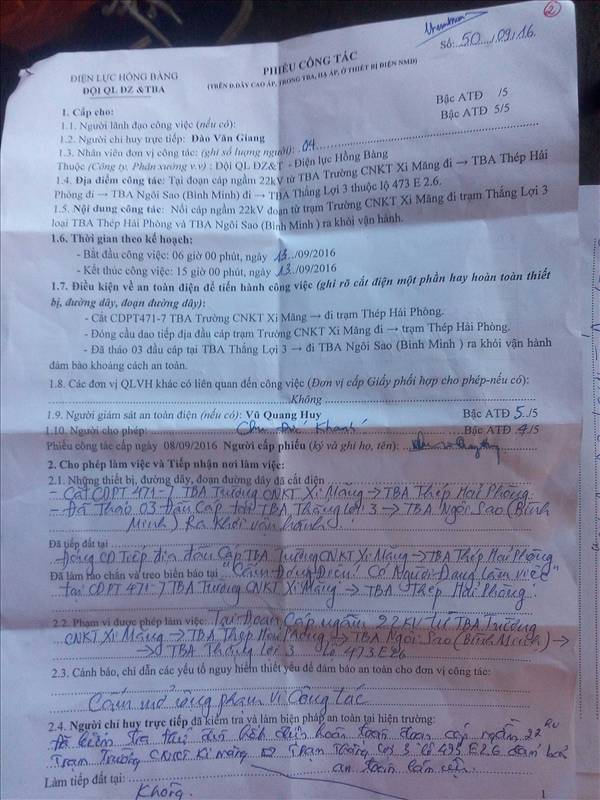 2
Số: 50 /09/16.
ĐIỆN LỰC HỒNG BÀNG
ĐỘI QL DZ &TBA
PHIẾU CÔNG TÁC
(TRÊN Đ.DÂY CAO ÁP, TRONG TBA, HẠ ÁP, Ở THIẾT BỊ ĐIỆN NMĐ)
1. Cấp cho:
1.1. Người lãnh đạo công việc (nếu có): Bậc ATĐ /5
1.2. Người chỉ huy trực tiếp: Đào Văn Giang Bậc ATĐ 5/5
1.3. Nhân viên đơn vị công tác: (ghi số lượng người): 04
Thuộc (Công ty, Phân xưởng v.v) : Đội QL DZ&T - Điện lực Hồng Bàng
1.4. Địa điểm công tác: Tại đoạn cáp ngầm 22kV từ TBA Trường CNKT Xi Măng đi → TBA Thép Hải
Phòng đi → TBA Ngôi Sao (Bình Minh) đi → TBA Thắng Lợi 3 thuộc lộ 473 E 2.6.
1.5. Nội dung công tác: Nối cáp ngầm 22kV đoạn từ trạm Trường CNKT Xi Măng đi trạm Thắng Lợi 3
loại TBA Thép Hải Phòng và TBA Ngôi Sao (Bình Minh ) ra khỏi vận hành.
1.6. Thời gian theo kế hoạch:
- Bắt đầu công việc: 06 giờ 00 phút, ngày 13../09/2016
- Kết thúc công việc: 15 giờ 00 phút, ngày 13../09/2016
1.7. Điều kiện về an toàn điện để tiến hành công việc (ghi rõ cắt điện một phần hay hoàn toàn thiết
bị, đường dây, đoạn đường dây):
- Cắt CDPT471-7 TBA Trường CNKT Xi Măng → đi trạm Thép Hải Phòng.
- Đóng cầu dao tiếp địa đầu cáp trạm Trường CNKT Xi Măng đi → trạm Thép Hải Phòng.
- Đã tháo 03 đầu cáp tại TBA Thắng Lợi 3 → đi TBA Ngôi Sao (Bình Minh ) ra khỏi vận hành
đảm bảo khoảng cách an toàn.
1.8. Các đơn vị QLVH khác có liên quan đến công việc (Đơn vị cấp Giấy phối hợp cho phép-nếu có):
Không
1.9. Người giám sát an toàn điện (nếu có): Vũ Quang Huy Bậc ATĐ 5./5
1.10. Người cho phép: Chu Đức Khanh Bậc ATĐ 4/5
Phiếu công tác cấp ngày 08/09/2016 Người cấp phiếu (ký và ghi họ, tên):
2. Cho phép làm việc và Tiếp nhận nơi làm việc:
2.1. Những thiết bị, đường dây, đoạn đường dây đã cắt điện
- Cắt CDPT 471-7 TBA Trường CNKT Xi Măng → TBA Thép Hải Phòng.
- Đã Tháo 03 Đầu Cáp tại TBA Thắng Lợi 3 → TBA Ngôi Sao (Bình
Minh) Ra Khỏi vận hành.
Đã tiếp đất tại
Đóng CD Tiếp địa đầu Cáp TBA Trường CNKT Xi Măng → TBA Thép Hải Phòng
Đã làm rào chắn và treo biển báo tại "Cấm Đóng Điện! Có Người Đang làm việc"
tại CDPT 471-7 TBA Trường CNKT Xi Măng → TBA Thép Hải Phòng.
2.2. Phạm vi được phép làm việc: Tại Đoạn Cáp ngầm 22KV từ TBA Trường
CNKT Xi Măng → TBA Thép Hải Phòng → TBA Ngôi Sao (Bình Minh) →
→ TBA Thắng Lợi 3 Lộ 473 E 2.6
2.3. Cảnh báo, chỉ dẫn các yếu tố nguy hiểm thiết yếu để đảm bảo an toàn cho đơn vị công tác:
Cấm mở rộng phạm vi công tác
2.4. Người chỉ huy trực tiếp đã kiểm tra và làm biện pháp an toàn tại hiện trường:
Đã kiểm tra hết điện hoàn toàn đoạn cáp ngầm 22 KV
Trạm Trường CNKT Xi măng Trạm Thắng Lợi 3 Lộ 473 E 2.6 đảm bảo
an toàn
Làm tiếp đất tại:
Không.
1